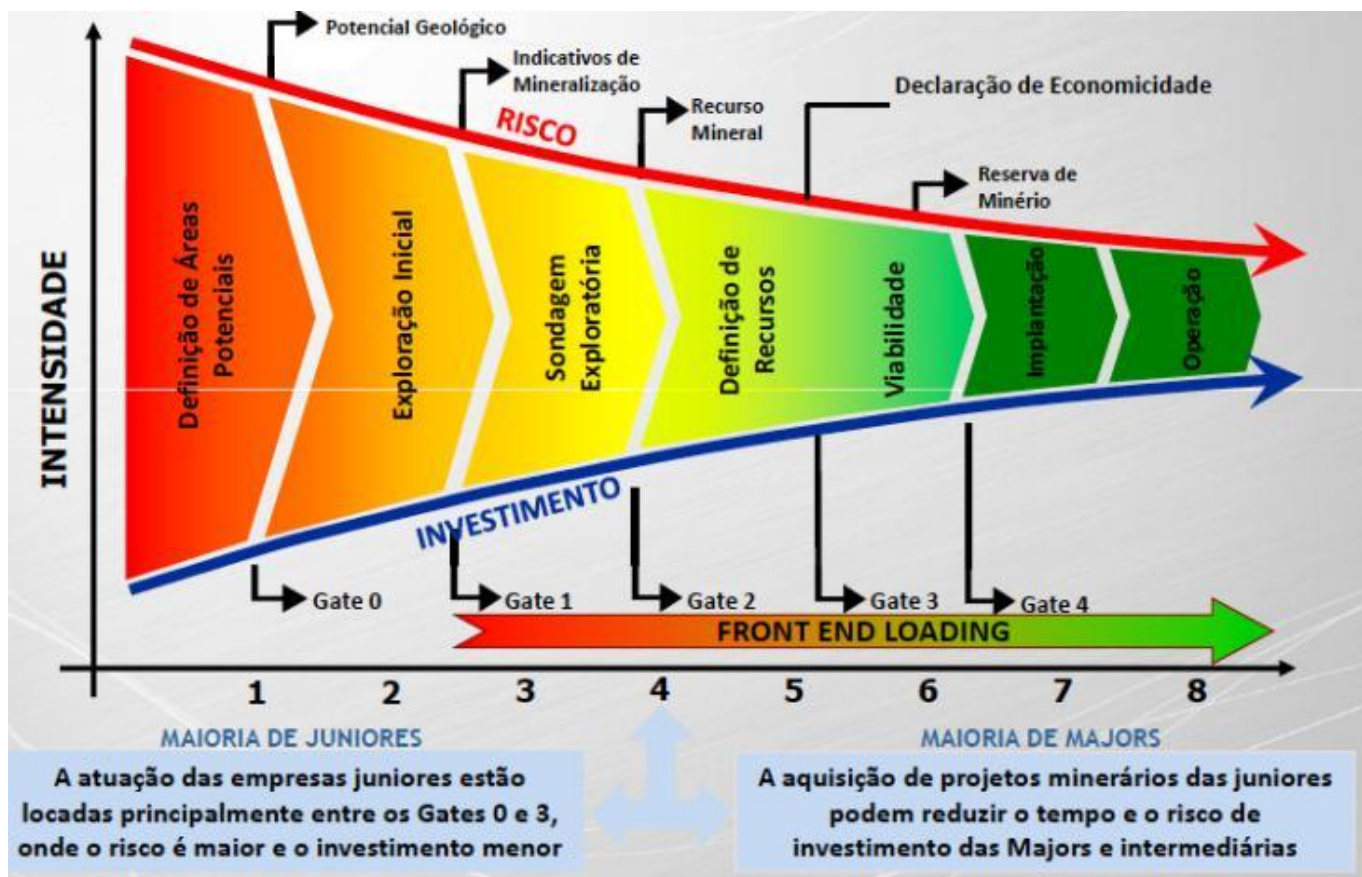 Potencial Geológico
Indicativos de
Mineralização
RISCO
Recurso
Mineral
Declaração de Economicidade
Reserva de
Minério
INTENSIDADE
Definição de Áreas
Potenciais
Exploração Inicial
Sondagem
Exploratória
Definição de
Recursos
Viabilidade
Implantação
Operação
INVESTIMENTO
Gate 0
Gate 1
Gate 2
Gate 3
Gate 4
FRONT END LOADING
1 2 3 4 5 6 7 8
MAIORIA DE JUNIORES
A atuação das empresas juniores estão
locadas principalmente entre os Gates 0 e 3,
onde o risco é maior e o investimento menor
MAIORIA DE MAJORS
A aquisição de projetos minerários das juniores
podem reduzir o tempo e o risco de
investimento das Majors e intermediárias